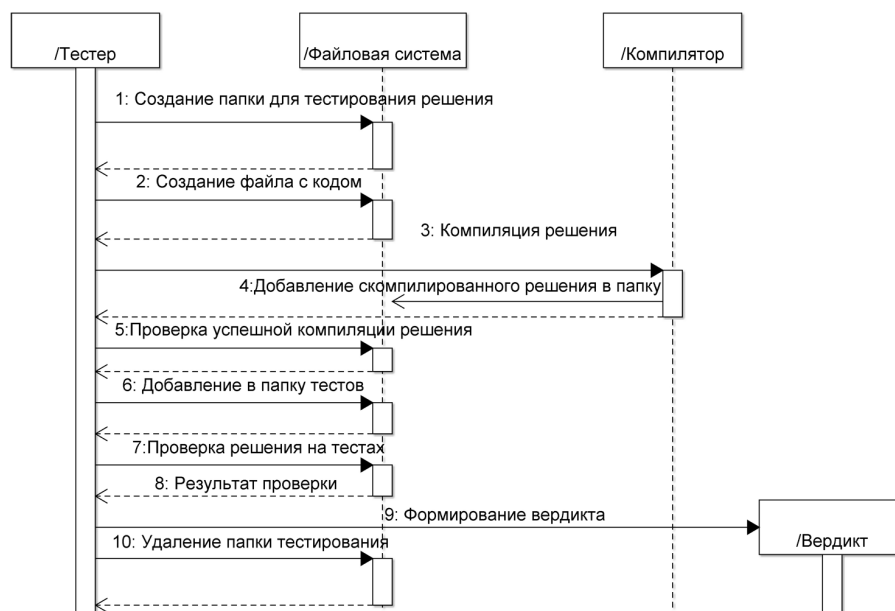 /Тестер
/Файловая система
/Компилятор
1: Создание папки для тестирования решения
2: Создание файла с кодом
3: Компиляция решения
4:Добавление скомпилированного решения в папку
5:Проверка успешной компиляции решения
6: Добавление в папку тестов
7:Проверка решения на тестах
8: Результат проверки
9: Формирование вердикта
10: Удаление папки тестирования
/Вердикт